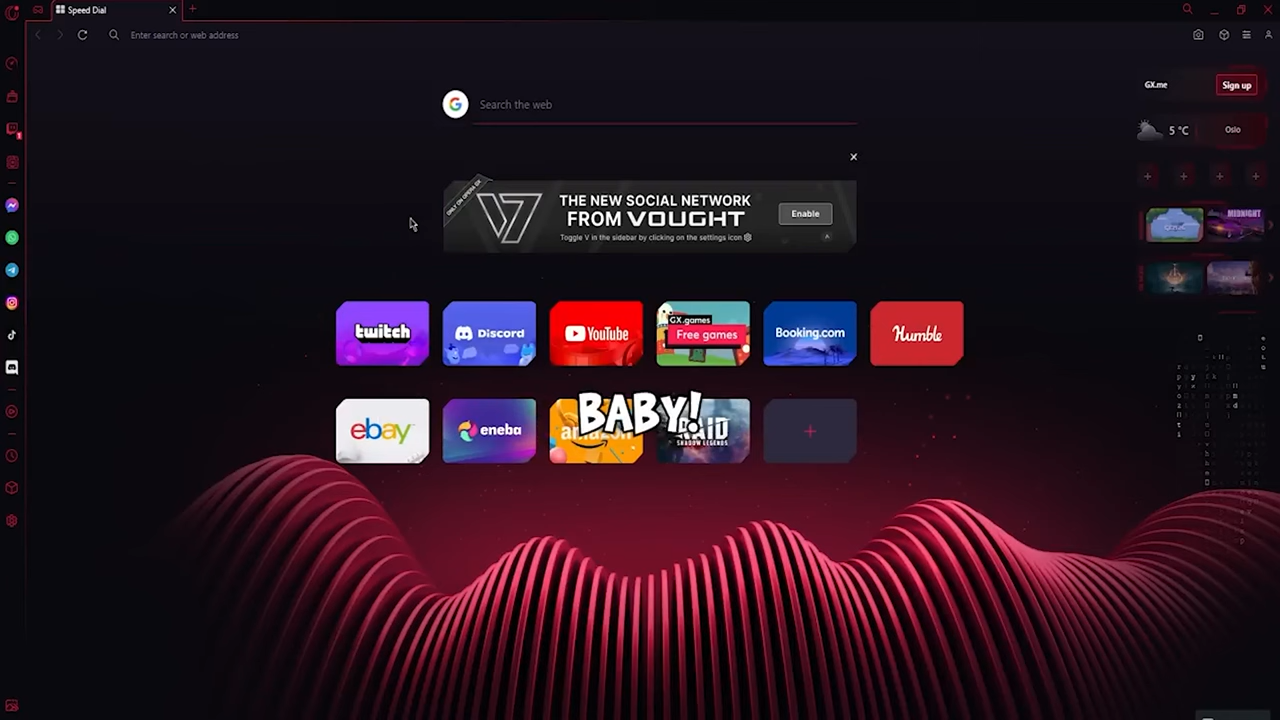 Speed Dial
Enter search or web address
GX.me
Sign up
Search the web
5 °C
Oslo
ONLY ON OPERA GX
THE NEW SOCIAL NETWORK
FROM VOUGHT
Enable
Toggle V in the sidebar by clicking on the settings icon
MIDNIGHT
twitch
Discord
YouTube
GX.games
Free games
Booking.com
Humble
BABY!
ebay
eneba
amazon
RAID
SHADOW LEGENDS